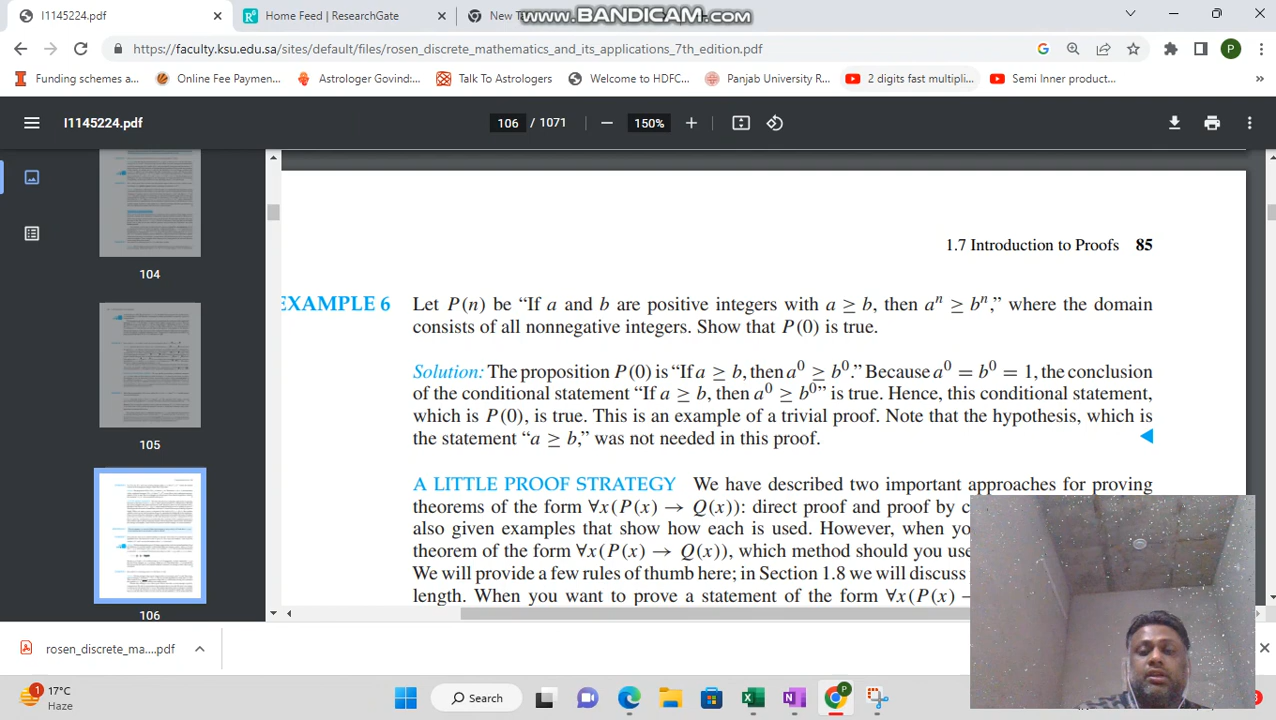 I1145224.pdf
Home Feed | ResearchGate
New T
www.BANDICAM.com
https://faculty.ksu.edu.sa/sites/default/files/rosen_discrete_mathematics_and_its_applications_7th_edition.pdf
P
Funding schemes a...
Online Fee Paymen...
Astrologer Govind:...
Talk To Astrologers
Welcome to HDFC...
Panjab University R...
2 digits fast multipli...
Semi Inner product...
»
I1145224.pdf
106 / 1071
150%
104
105
106
1.7 Introduction to Proofs 85
EXAMPLE 6 Let P(n) be “If a and b are positive integers with a ≥ b, then aⁿ ≥ bⁿ,” where the domain
consists of all nonnegative integers. Show that P(0) is true.
Solution: The proposition P(0) is “If a ≥ b, then a⁰ ≥ b⁰.” Because a⁰ = b⁰ = 1, the conclusion
of the conditional statement “If a ≥ b, then a⁰ ≥ b⁰” is true. Hence, this conditional statement,
which is P(0), is true. This is an example of a trivial proof. Note that the hypothesis, which is
the statement “a ≥ b,” was not needed in this proof.
A LITTLE PROOF STRATEGY We have described two important approaches for proving
theorems of the form ∀x(P(x) → Q(x)): direct proof and proof by c
also given examples that show how each is used. However, when yo
theorem of the form ∀x(P(x) → Q(x)), which method should you use
We will provide a few rules of thumb here; in Section 1.8 we will discuss
length. When you want to prove a statement of the form ∀x(P(x) →
rosen_discrete_ma....pdf
1
17°C
Haze
Search
P